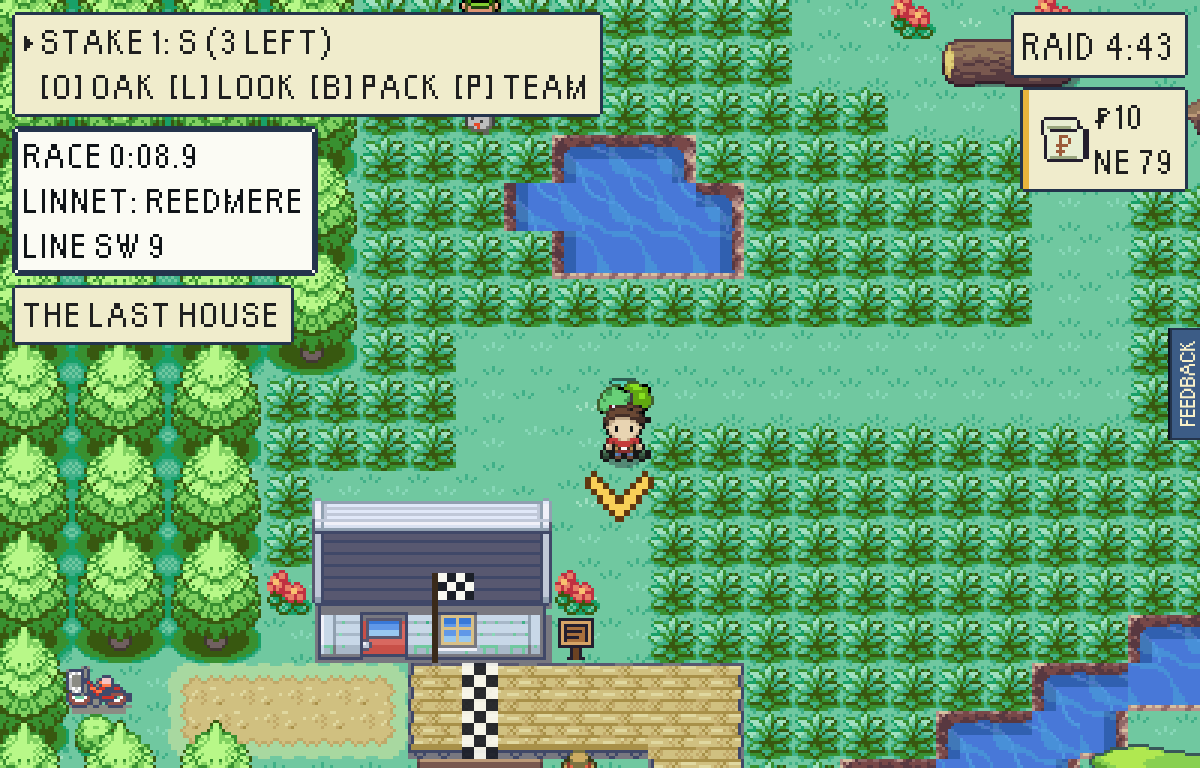 ▸STAKE 1: S (3 LEFT)
[O] OAK [L] LOOK [B] PACK [P] TEAM
RAID 4:43
₽10
NE 79
RACE 0:08.9
LINNET: REEDMERE
LINE SW 9
THE LAST HOUSE
FEEDBACK